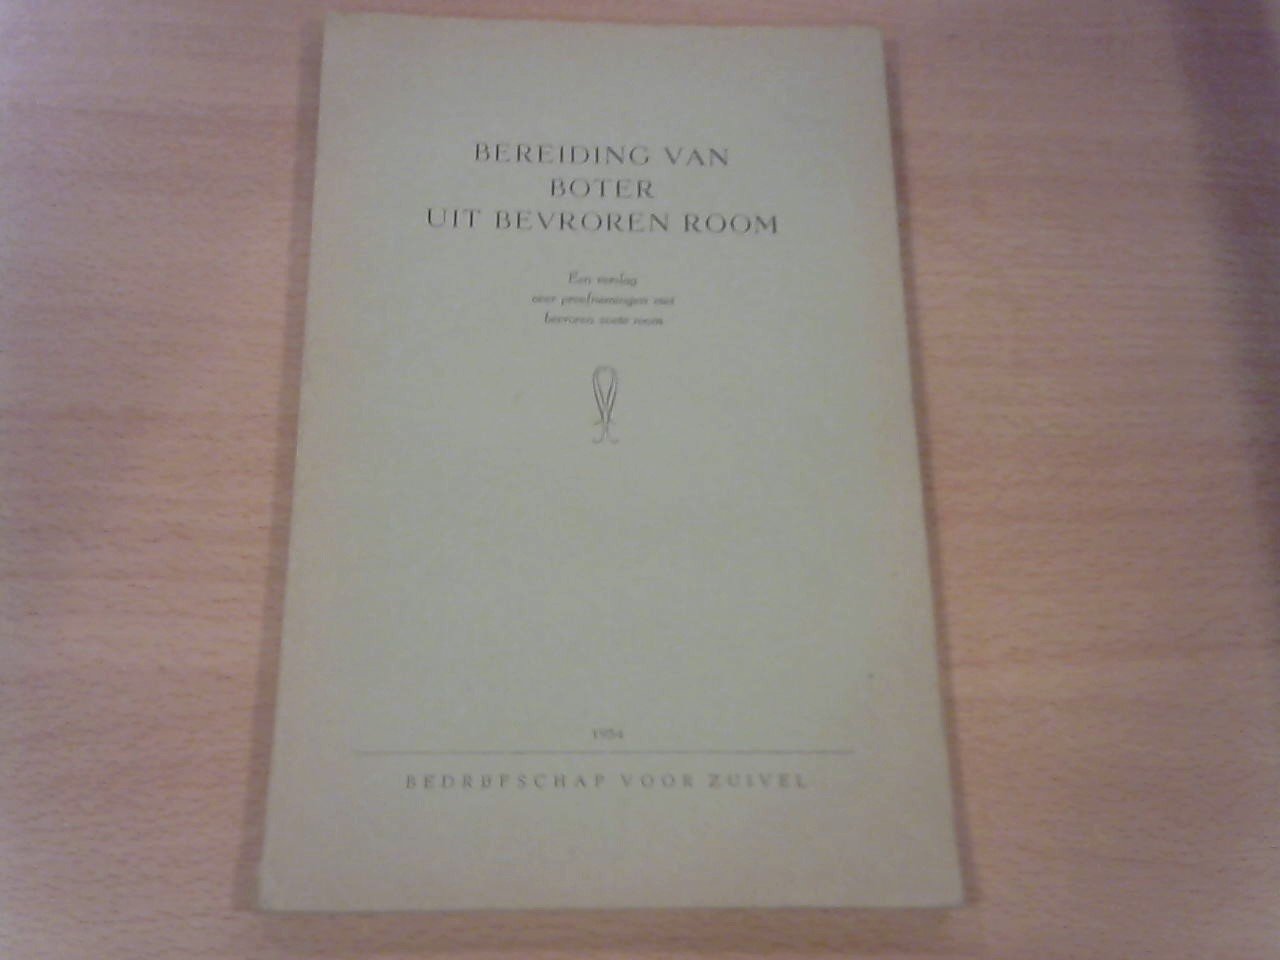 BEREIDING VAN
BOTER
UIT BEVROREN ROOM
Een verslag
over proefnemingen met
bevroren zoete room
1954
BEDRIJFSCHAP VOOR ZUIVEL